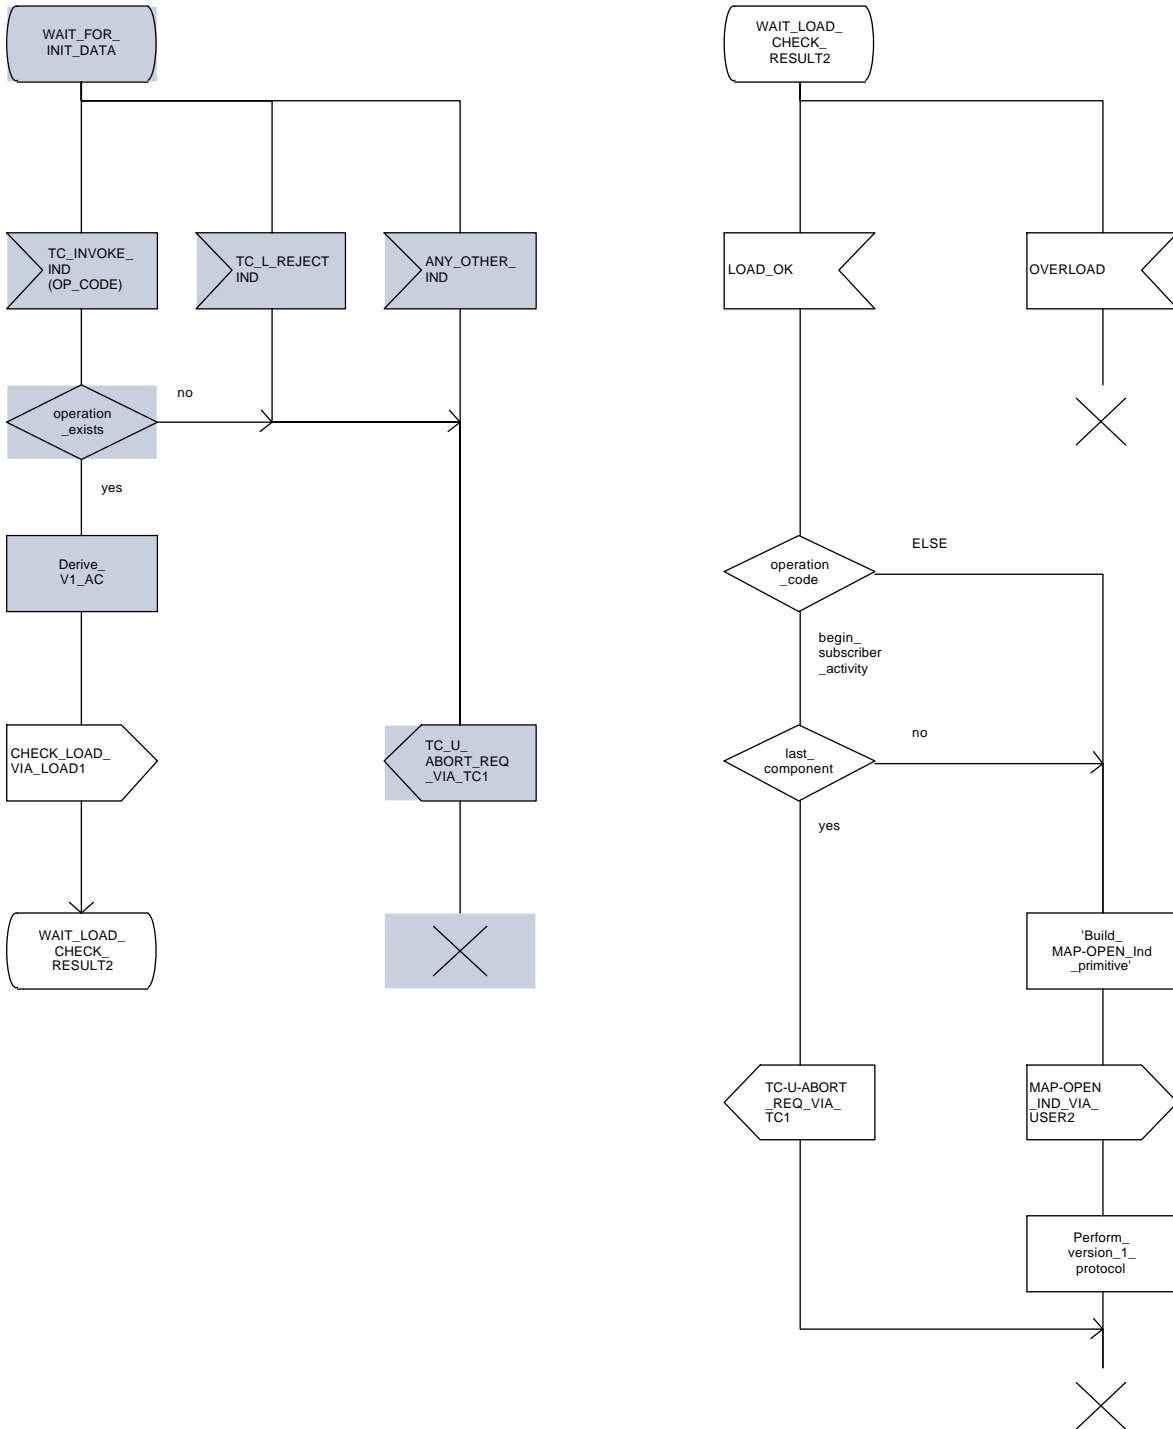 WAIT_FOR_
INIT_DATA
TC_INVOKE_
IND
(OP_CODE)
TC_L_REJECT
IND
ANY_OTHER_
IND
operation
_exists
no
yes
Derive_
V1_AC
CHECK_LOAD_
VIA_LOAD1
TC_U_
ABORT_REQ
_VIA_TC1
WAIT_LOAD_
CHECK_
RESULT2
WAIT_LOAD_
CHECK_
RESULT2
LOAD_OK
OVERLOAD
operation
_code
ELSE
begin_
subscriber
_activity
last_
component
no
yes
'Build_
MAP-OPEN_Ind
_primitive'
TC-U-ABORT
_REQ_VIA_
TC1
MAP-OPEN
_IND_VIA_
USER2
Perform_
version_1_
protocol